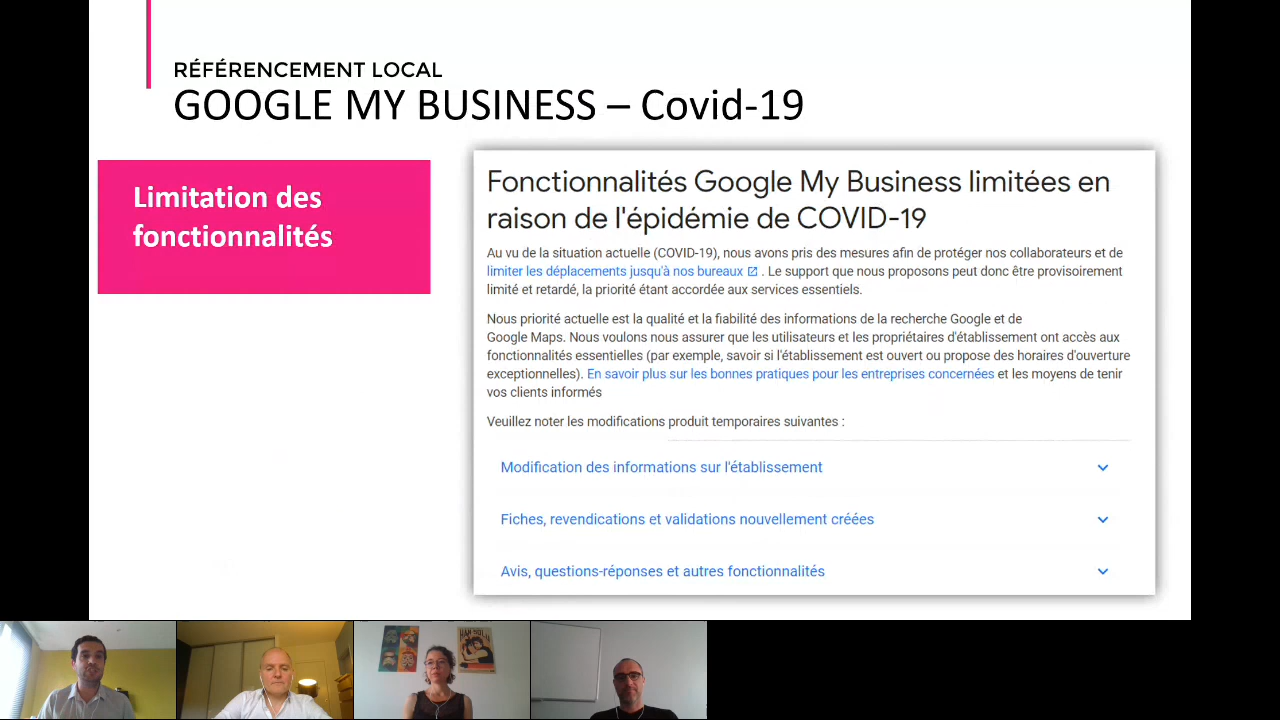 RÉFÉRENCEMENT LOCAL
GOOGLE MY BUSINESS – Covid-19
Limitation des
fonctionnalités
Fonctionnalités Google My Business limitées en
raison de l'épidémie de COVID-19
Au vu de la situation actuelle (COVID-19), nous avons pris des mesures afin de protéger nos collaborateurs et de
limiter les déplacements jusqu'à nos bureaux . Le support que nous proposons peut donc être provisoirement
limité et retardé, la priorité étant accordée aux services essentiels.
Nous priorité actuelle est la qualité et la fiabilité des informations de la recherche Google et de
Google Maps. Nous voulons nous assurer que les utilisateurs et les propriétaires d'établissement ont accès aux
fonctionnalités essentielles (par exemple, savoir si l'établissement est ouvert ou propose des horaires d'ouverture
exceptionnelles). En savoir plus sur les bonnes pratiques pour les entreprises concernées et les moyens de tenir
vos clients informés
Veuillez noter les modifications produit temporaires suivantes :
Modification des informations sur l'établissement
Fiches, revendications et validations nouvellement créées
Avis, questions-réponses et autres fonctionnalités
HAN SOLO